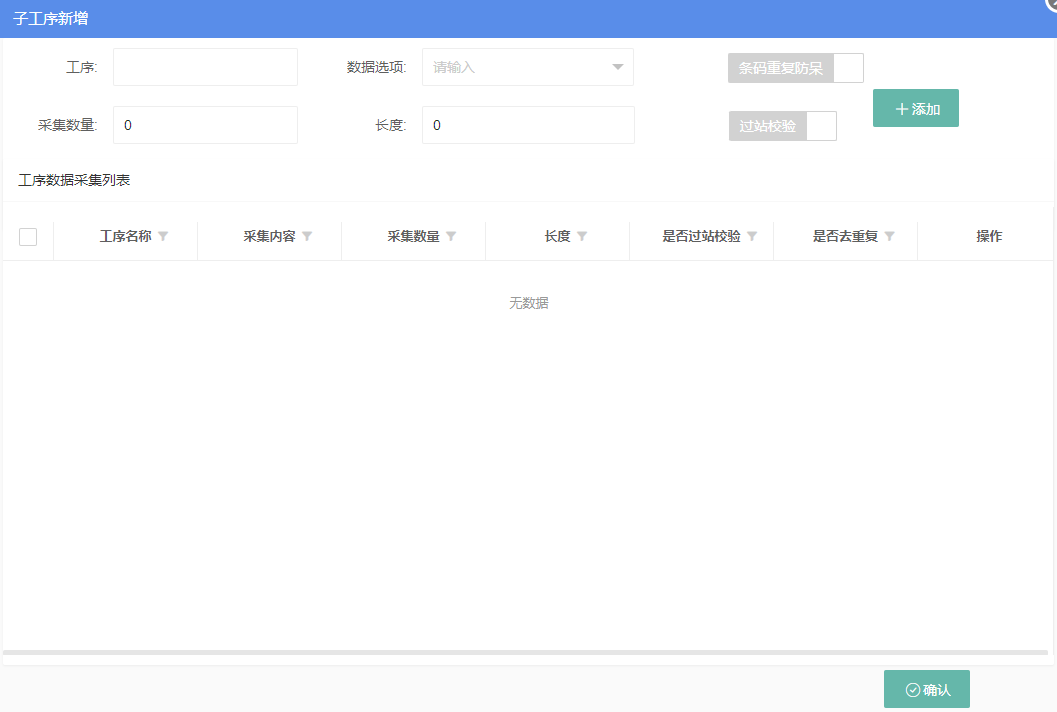 子工序新增
工序:
数据选项:
请输入
条码重复防呆
采集数量:
0
长度:
0
过站校验
添加
工序数据采集列表
工序名称
采集内容
采集数量
长度
是否过站校验
是否去重复
操作
无数据
确认